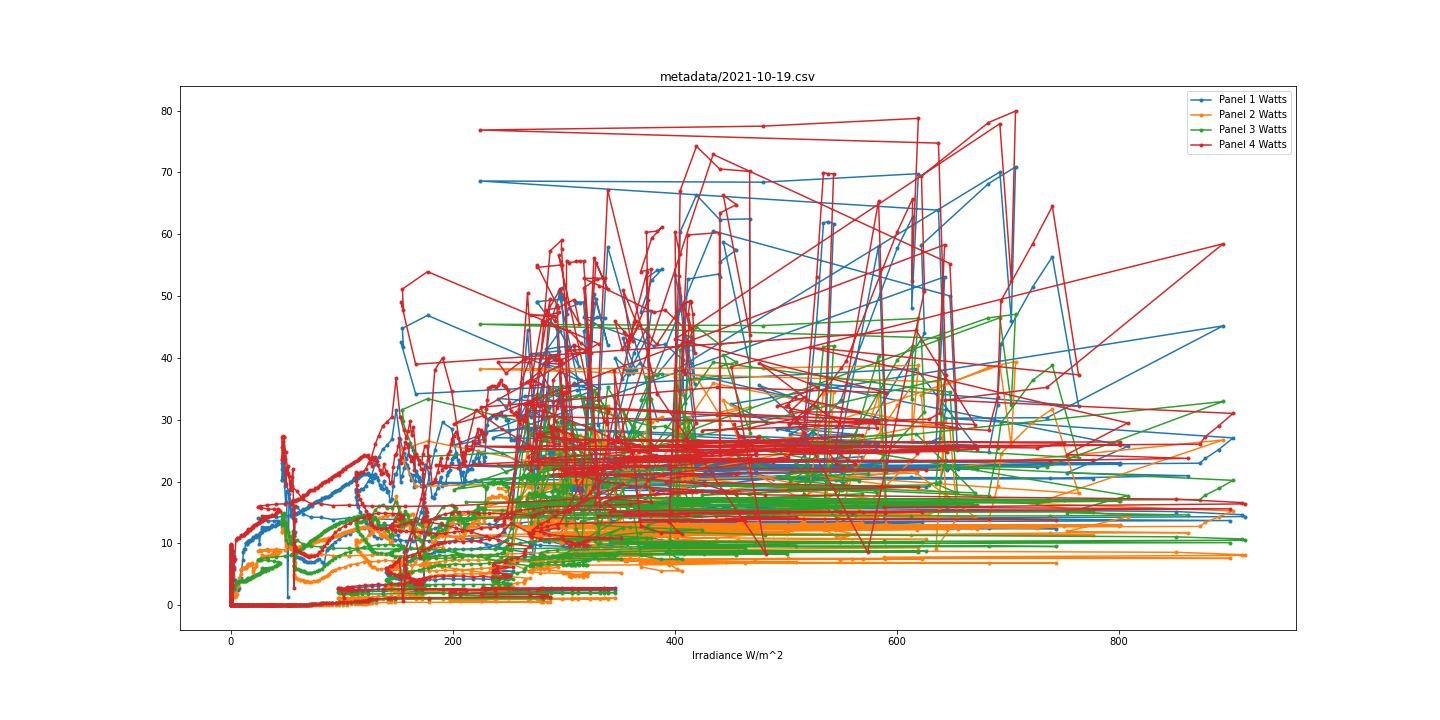 metadata/2021-10-19.csv
Panel 1 Watts
Panel 2 Watts
Panel 3 Watts
Panel 4 Watts
80
70
60
50
40
30
20
10
0
0 200 400 600 800
Irradiance W/m^2